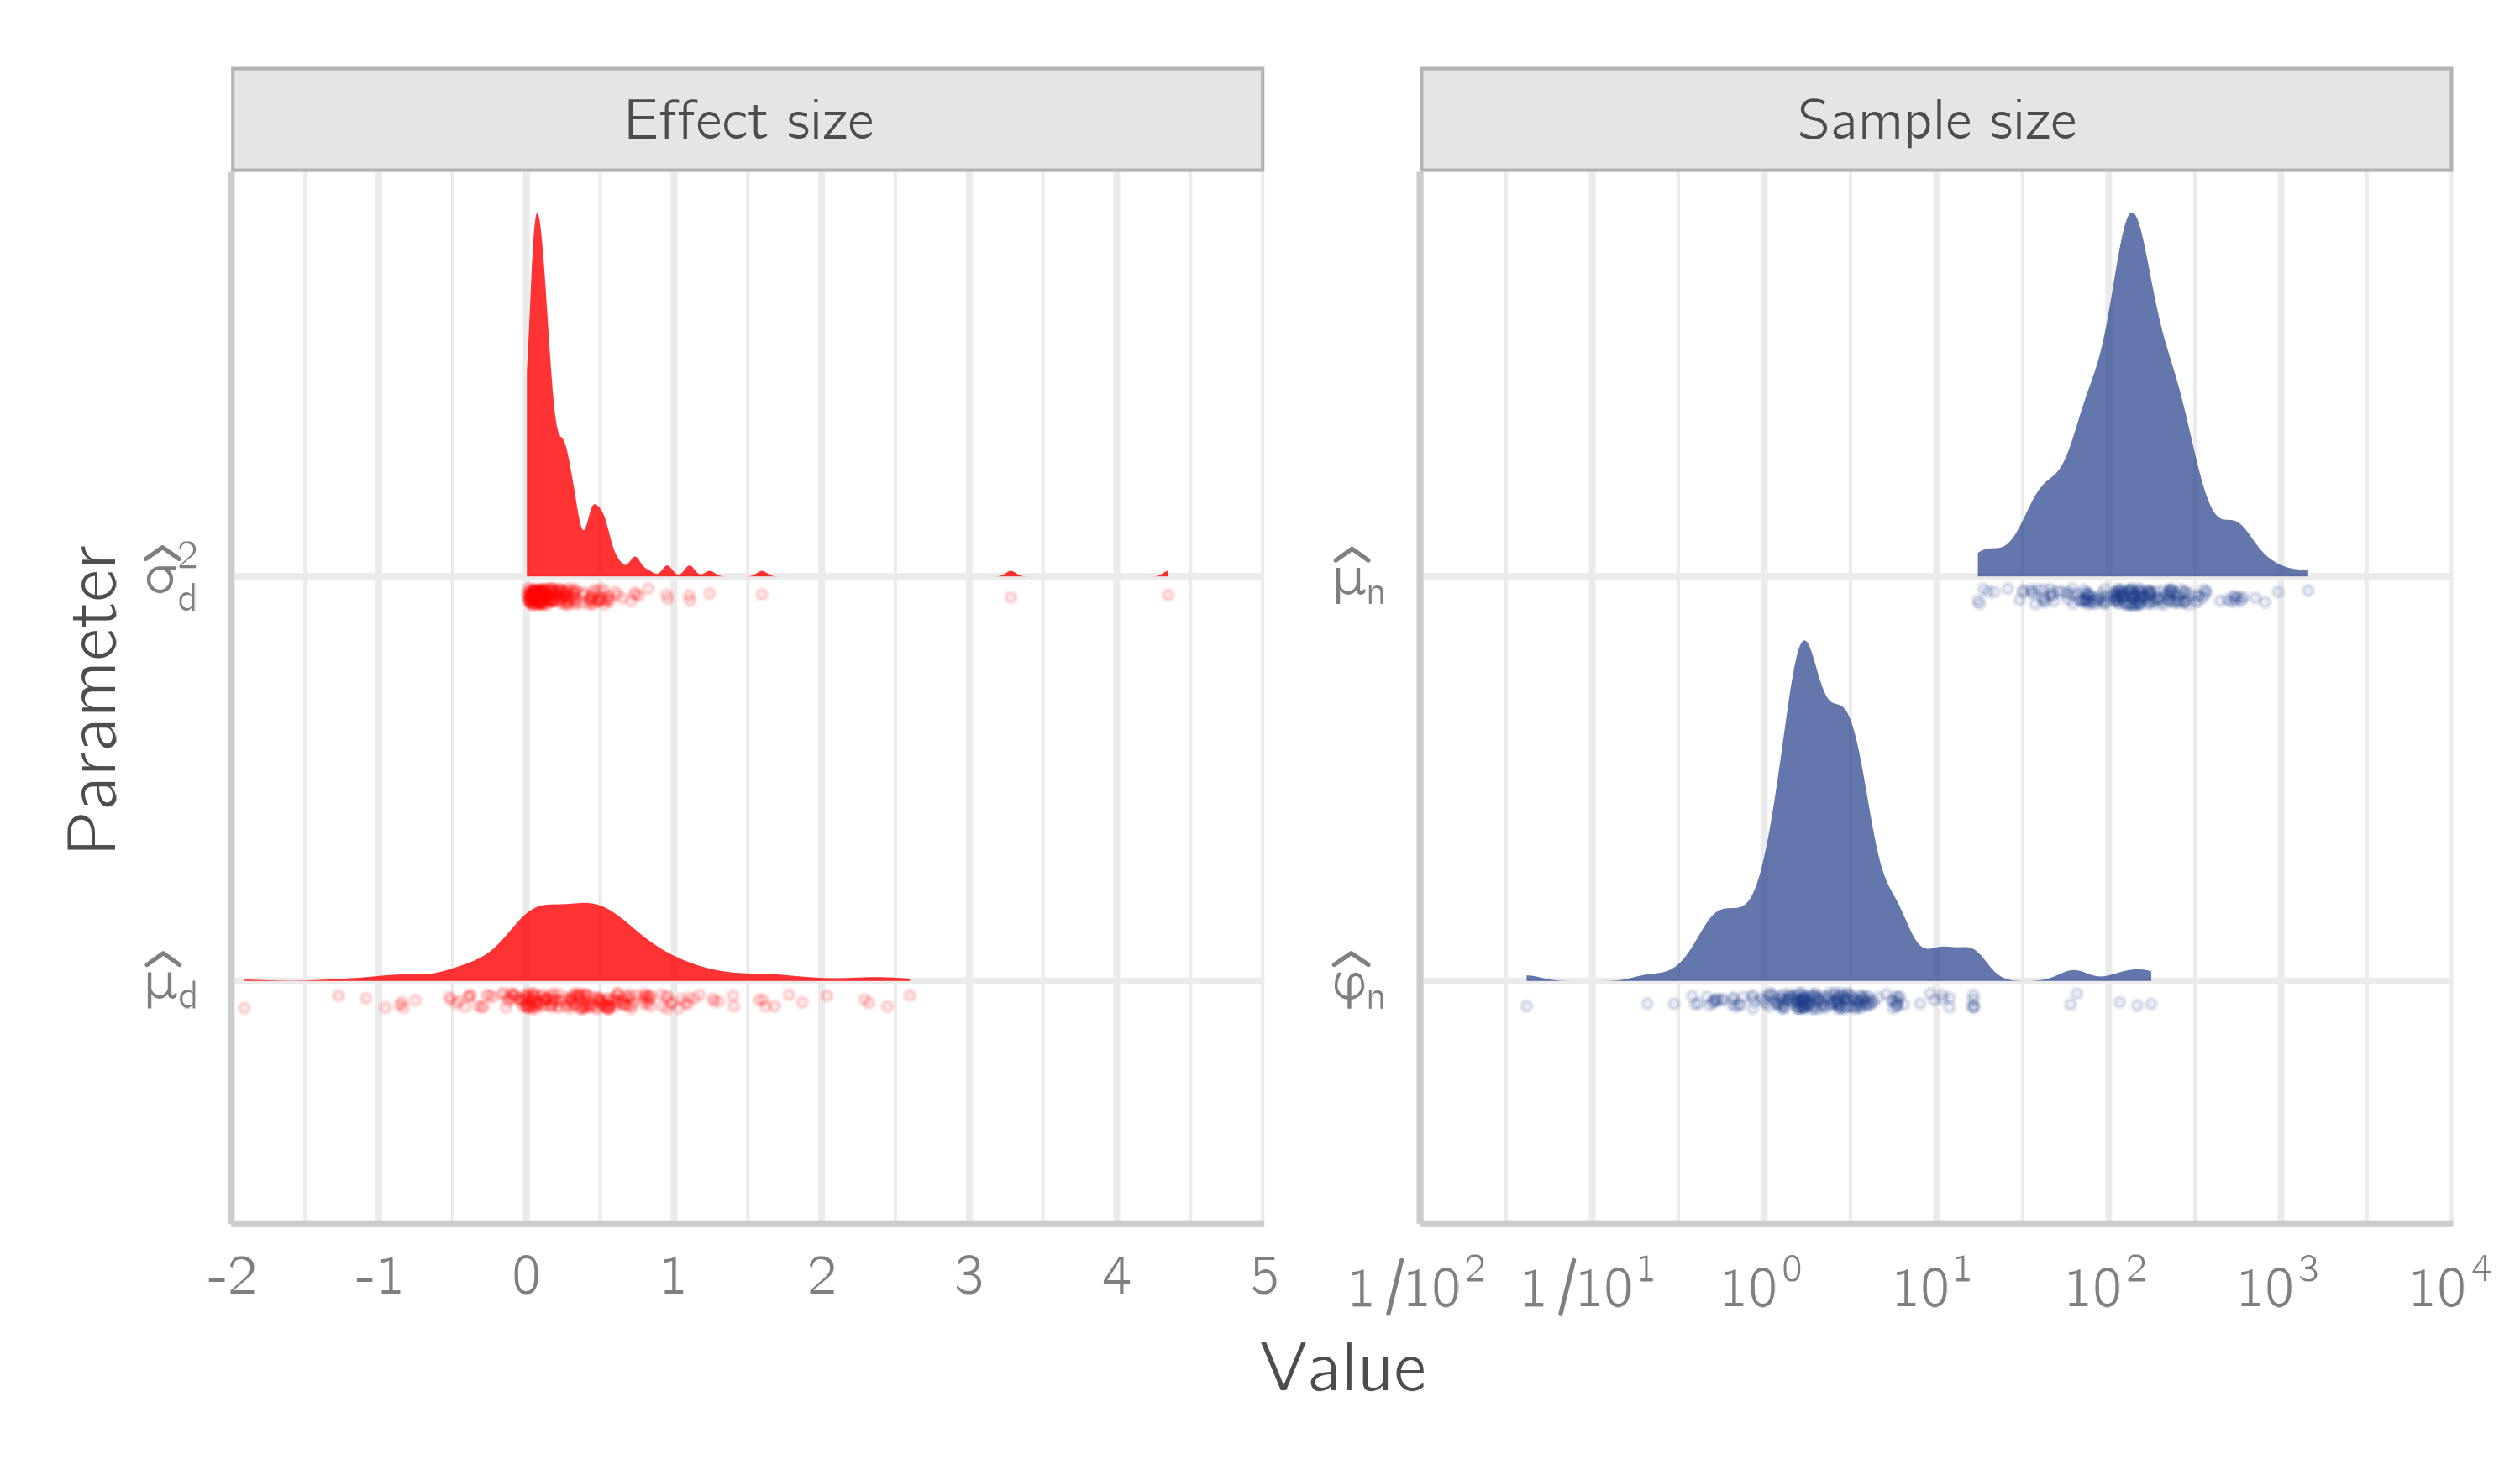 Effect size
Sample size
Parameter
σ̂²d
μ̂d
μ̂n
φ̂n
-2 -1 0 1 2 3 4 5
1/10² 1/10¹ 10⁰ 10¹ 10² 10³ 10⁴
Value